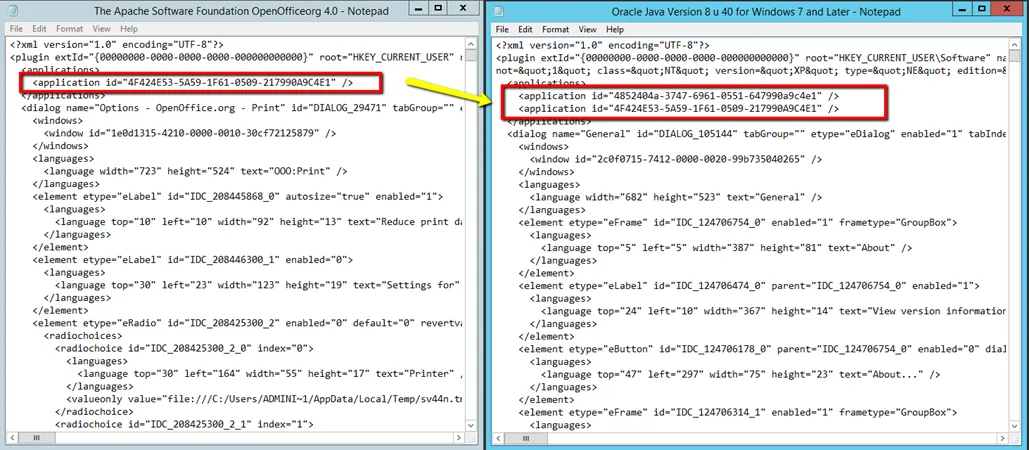 The Apache Software Foundation OpenOfficeorg 4.0 - Notepad
File Edit Format View Help
<?xml version="1.0" encoding="UTF-8"?>
<plugin extId="{00000000-0000-0000-0000-000000000000}" root="HKEY_CURRENT_USER"
<applications>
<application id="4F424E53-5A59-1F61-0509-217990A9C4E1" />
</applications>
<dialog name="Options - OpenOffice.org - Print" id="DIALOG_29471" tabGroup="" e
<windows>
<window id="1e0d1315-4210-0000-0010-30cf72125879" />
</windows>
<languages>
<language width="723" height="524" text="OOO:Print" />
</languages>
<element etype="eLabel" id="IDC_208445868_0" autosize="true" enabled="1">
<languages>
<language top="10" left="10" width="92" height="13" text="Reduce print da
</languages>
</element>
<element etype="eLabel" id="IDC_208446300_1" enabled="0">
<languages>
<language top="30" left="23" width="123" height="19" text="Settings for"
</languages>
</element>
<element etype="eRadio" id="IDC_208425300_2" enabled="0" default="0" revertva
<radiochoices>
<radiochoice id="IDC_208425300_2_0" index="0">
<languages>
<language top="30" left="164" width="55" height="17" text="Printer" /
</languages>
<valueonly value="file:///C:/Users/ADMINI~1/AppData/Local/Temp/sv44n.tm
</radiochoice>
<radiochoice id="IDC_208425300_2_1" index="1">
Oracle Java Version 8 u 40 for Windows 7 and Later - Notepad
File Edit Format View Help
<?xml version="1.0" encoding="UTF-8"?>
<plugin extId="{00000000-0000-0000-0000-000000000000}" root="HKEY_CURRENT_USER\Software" na
not=&quot;1&quot; class=&quot;NT&quot; version=&quot;XP&quot; type=&quot;NE&quot; edition=&
<applications>
<application id="4852404a-3747-6961-0551-647990a9c4e1" />
<application id="4F424E53-5A59-1F61-0509-217990A9C4E1" />
</applications>
<dialog name="General" id="DIALOG_105144" tabGroup="" etype="eDialog" enabled="1" tabInde
<windows>
<window id="2c0f0715-7412-0000-0020-99b735040265" />
</windows>
<languages>
<language width="682" height="523" text="General" />
</languages>
<element etype="eFrame" id="IDC_124706754_0" enabled="1" frametype="GroupBox">
<languages>
<language top="5" left="5" width="387" height="81" text="About" />
</languages>
</element>
<element etype="eLabel" id="IDC_124706474_0" parent="IDC_124706754_0" enabled="1">
<languages>
<language top="24" left="10" width="367" height="14" text="View version information
</languages>
</element>
<element etype="eButton" id="IDC_124706178_0" parent="IDC_124706754_0" enabled="0" dial
<languages>
<language top="47" left="297" width="75" height="23" text="About..." />
</languages>
</element>
<element etype="eFrame" id="IDC_124706314_1" enabled="1" frametype="GroupBox">
<languages>